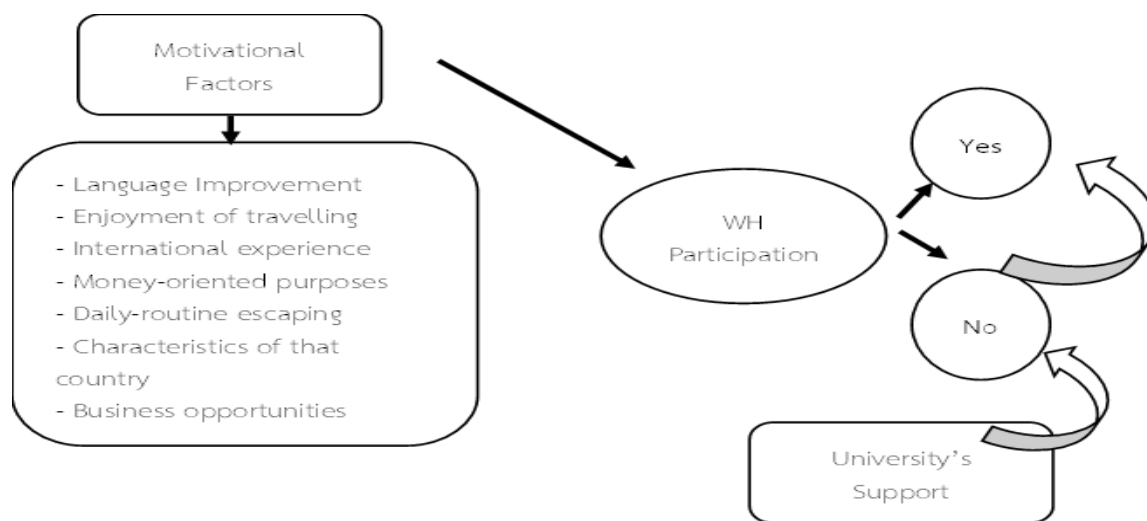 Motivational
Factors
- Language Improvement
- Enjoyment of travelling
- International experience
- Money-oriented purposes
- Daily-routine escaping
- Characteristics of that
country
- Business opportunities
WH
Participation
Yes
No
University’s
Support